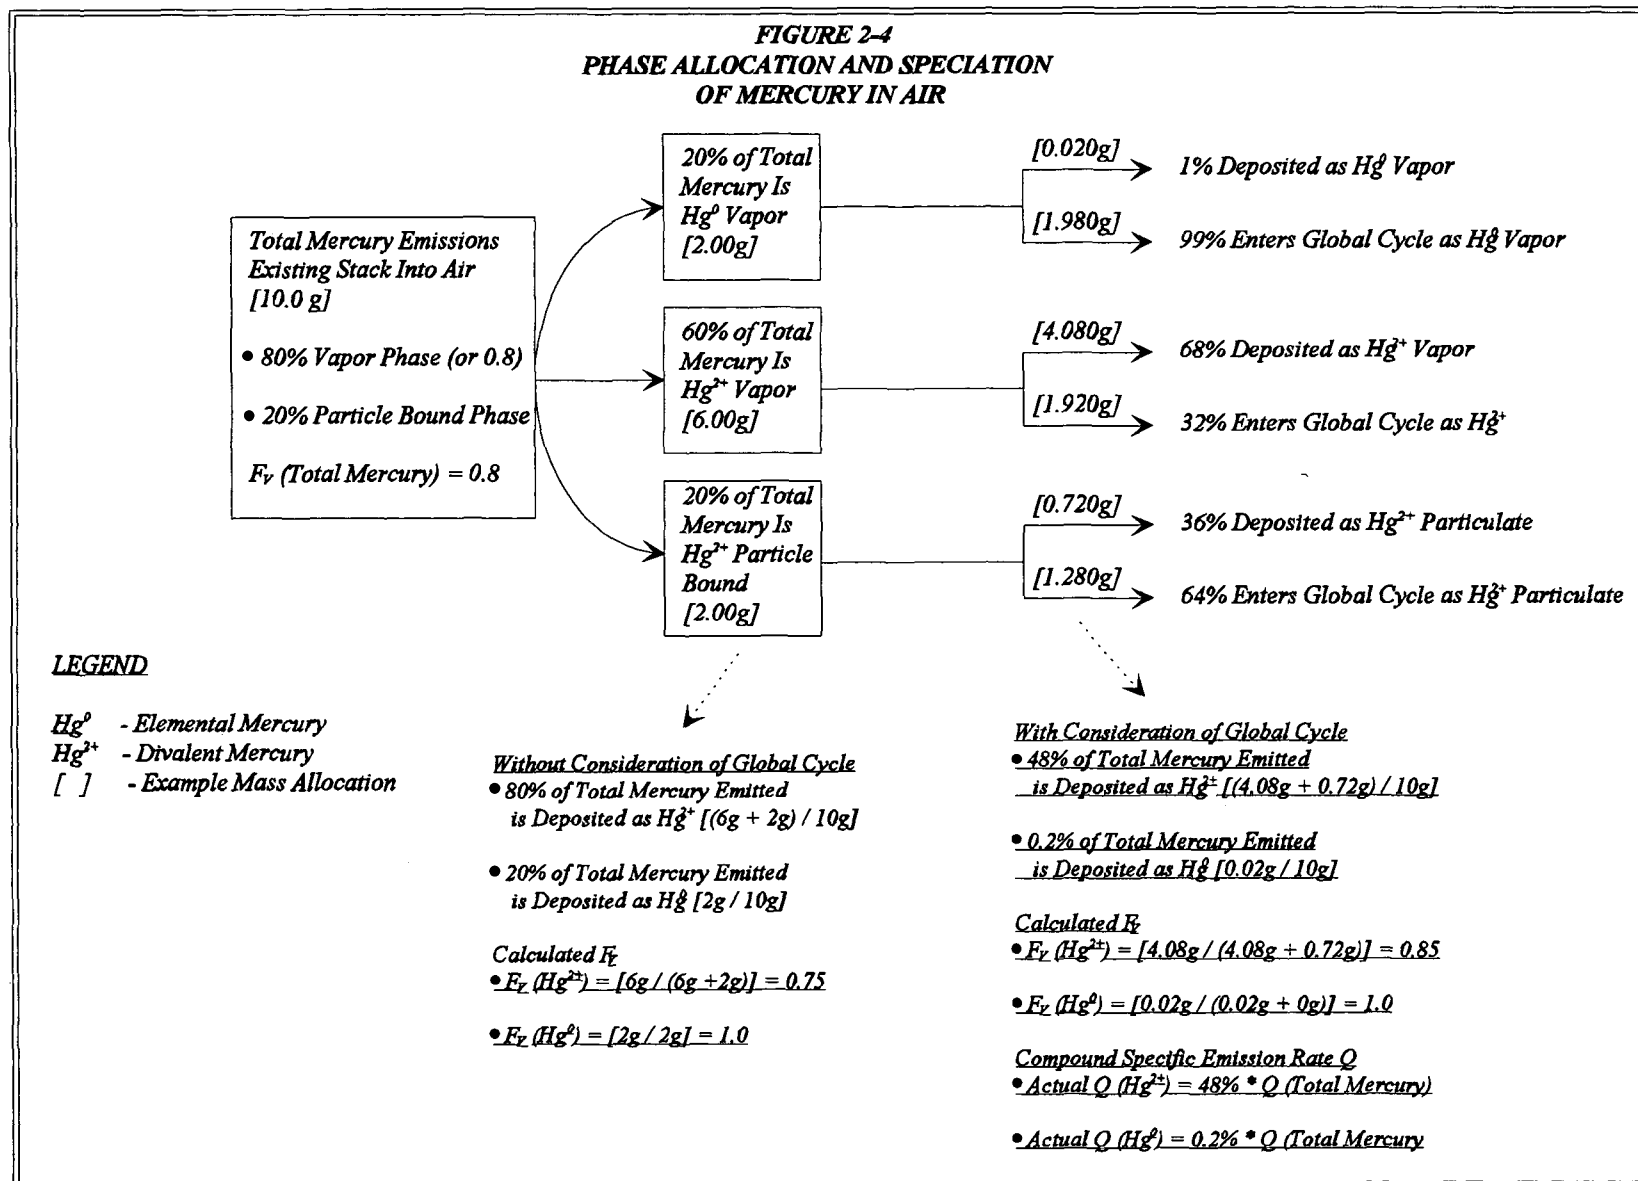 FIGURE 2-4
PHASE ALLOCATION AND SPECIATION
OF MERCURY IN AIR
Total Mercury Emissions
Existing Stack Into Air
[10.0 g]
• 80% Vapor Phase (or 0.8)
• 20% Particle Bound Phase
Fv (Total Mercury) = 0.8
20% of Total
Mercury Is
Hg⁰ Vapor
[2.00g]
[0.020g]
1% Deposited as Hg⁰ Vapor
[1.980g]
99% Enters Global Cycle as Hg⁰ Vapor
60% of Total
Mercury Is
Hg²⁺ Vapor
[6.00g]
[4.080g]
68% Deposited as Hg²⁺ Vapor
[1.920g]
32% Enters Global Cycle as Hg²⁺
20% of Total
Mercury Is
Hg²⁺ Particle
Bound
[2.00g]
[0.720g]
36% Deposited as Hg²⁺ Particulate
[1.280g]
64% Enters Global Cycle as Hg²⁺ Particulate
LEGEND
Hg⁰ - Elemental Mercury
Hg²⁺ - Divalent Mercury
[ ] - Example Mass Allocation
Without Consideration of Global Cycle
• 80% of Total Mercury Emitted
is Deposited as Hg²⁺ [(6g + 2g) / 10g]
• 20% of Total Mercury Emitted
is Deposited as Hg⁰ [2g / 10g]
Calculated Fv
• Fv (Hg²⁺) = [6g / (6g +2g)] = 0.75
• Fv (Hg⁰) = [2g / 2g] = 1.0
With Consideration of Global Cycle
• 48% of Total Mercury Emitted
is Deposited as Hg²⁺ [(4.08g + 0.72g) / 10g]
• 0.2% of Total Mercury Emitted
is Deposited as Hg⁰ [0.02g / 10g]
Calculated Fv
• Fv (Hg²⁺) = [4.08g / (4.08g + 0.72g)] = 0.85
• Fv (Hg⁰) = [0.02g / (0.02g + 0g)] = 1.0
Compound Specific Emission Rate Q
• Actual Q (Hg²⁺) = 48% * Q (Total Mercury)
• Actual Q (Hg⁰) = 0.2% * Q (Total Mercury